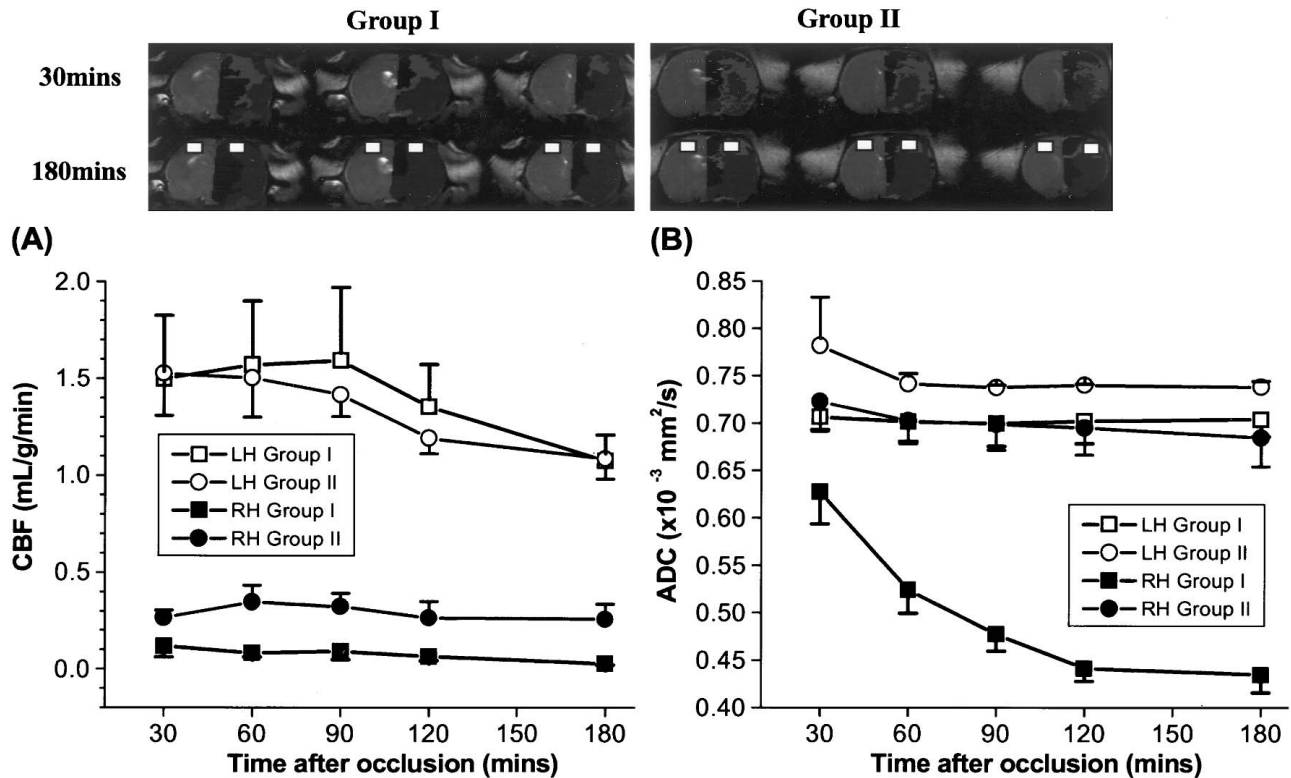 Group I Group II
30mins
180mins
(A) (B)
2.0
1.5
1.0
0.5
0.0
CBF (mL/g/min)
LH Group I
LH Group II
RH Group I
RH Group II
30 60 90 120 150 180
Time after occlusion (mins)
0.85
0.80
0.75
0.70
0.65
0.60
0.55
0.50
0.45
0.40
ADC (x10⁻³ mm²/s)
LH Group I
LH Group II
RH Group I
RH Group II
30 60 90 120 150 180
Time after occlusion (mins)